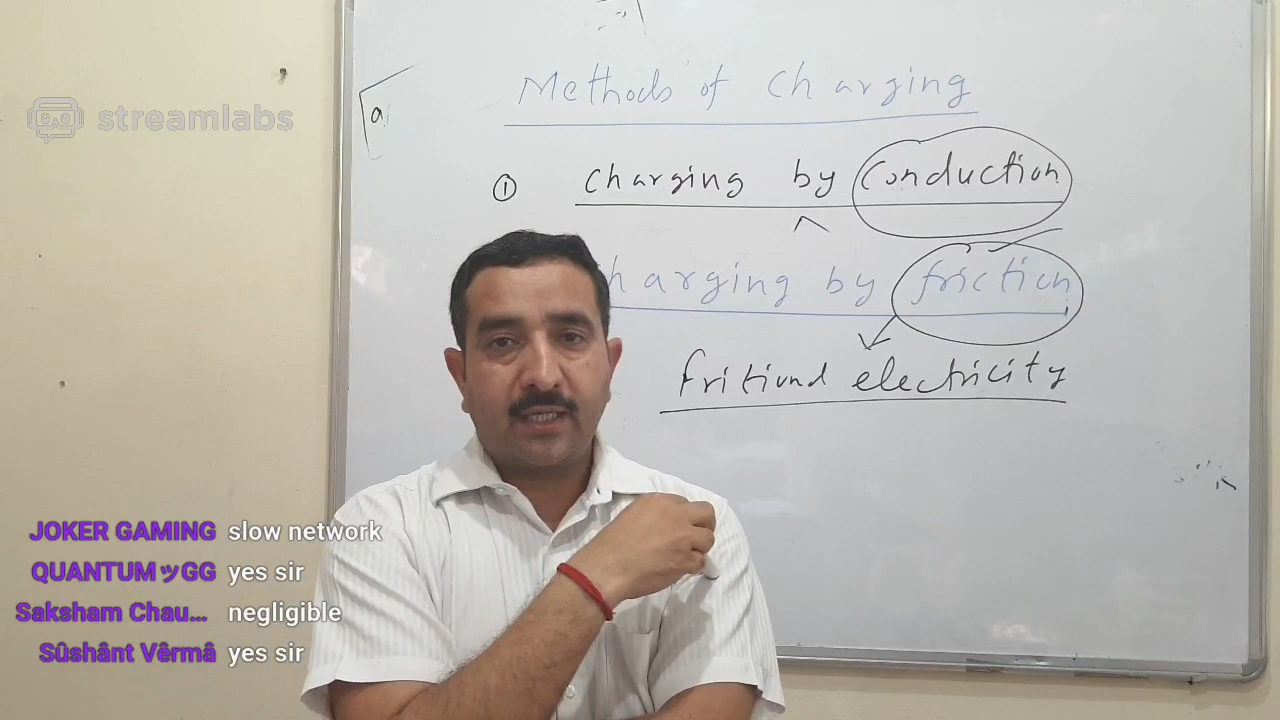 Methods of Charging
a
streamlabs
① Charging by Conduction
harging by friction
Fritiond electricity
JOKER GAMING slow network
QUANTUMッGG yes sir
Saksham Chau... negligible
Sûshânt Vêrmâ yes sir